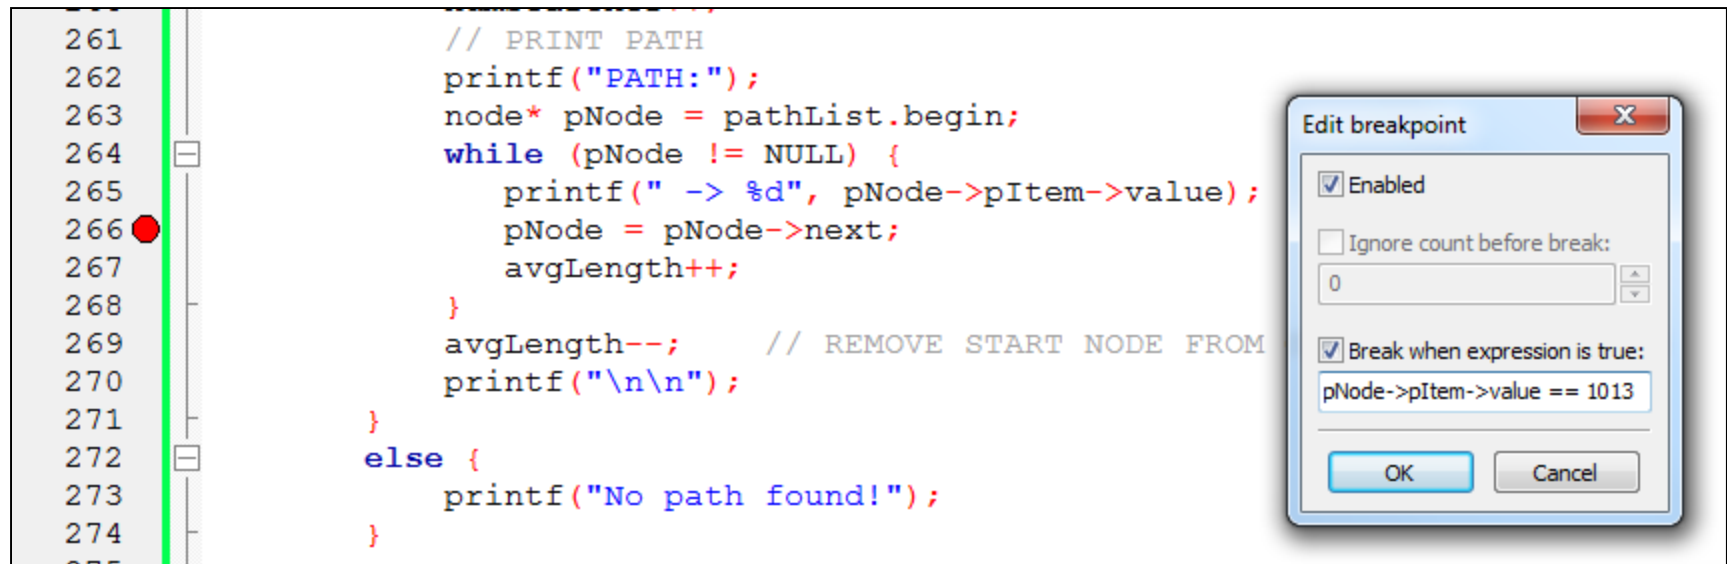 261 // PRINT PATH
262 printf("PATH:");
263 node* pNode = pathList.begin;
264 while (pNode != NULL) {
265 printf(" -> %d", pNode->pItem->value);
266 pNode = pNode->next;
267 avgLength++;
268 }
269 avgLength--; // REMOVE START NODE FROM
270 printf("\n\n");
271 }
272 else {
273 printf("No path found!");
274 }
Edit breakpoint
Enabled
Ignore count before break:
0
Break when expression is true:
pNode->pItem->value == 1013
OK Cancel